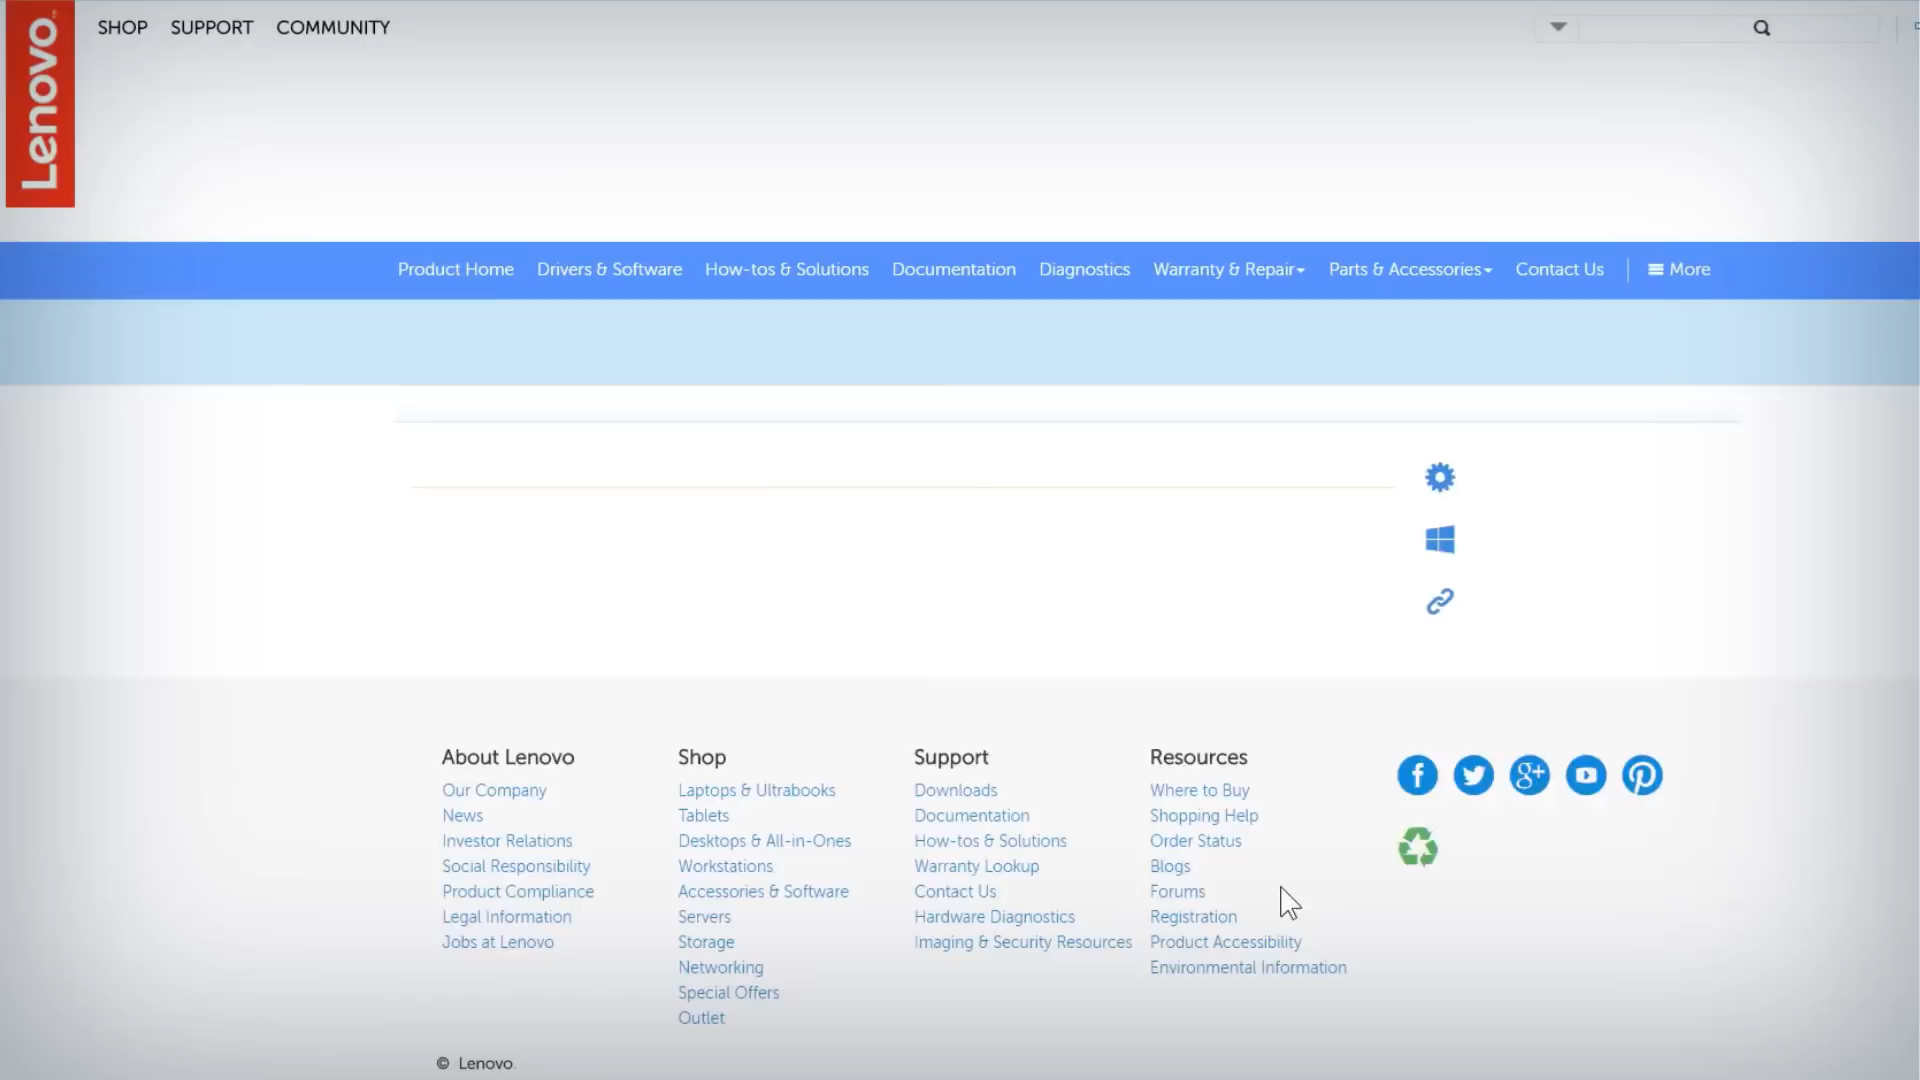 Lenovo
SHOP SUPPORT COMMUNITY
Product Home Drivers & Software How-tos & Solutions Documentation Diagnostics Warranty & Repair Parts & Accessories Contact Us More
About Lenovo
Our Company
News
Investor Relations
Social Responsibility
Product Compliance
Legal Information
Jobs at Lenovo
Shop
Laptops & Ultrabooks
Tablets
Desktops & All-in-Ones
Workstations
Accessories & Software
Servers
Storage
Networking
Special Offers
Outlet
Support
Downloads
Documentation
How-tos & Solutions
Warranty Lookup
Contact Us
Hardware Diagnostics
Imaging & Security Resources
Resources
Where to Buy
Shopping Help
Order Status
Blogs
Forums
Registration
Product Accessibility
Environmental Information
© Lenovo.